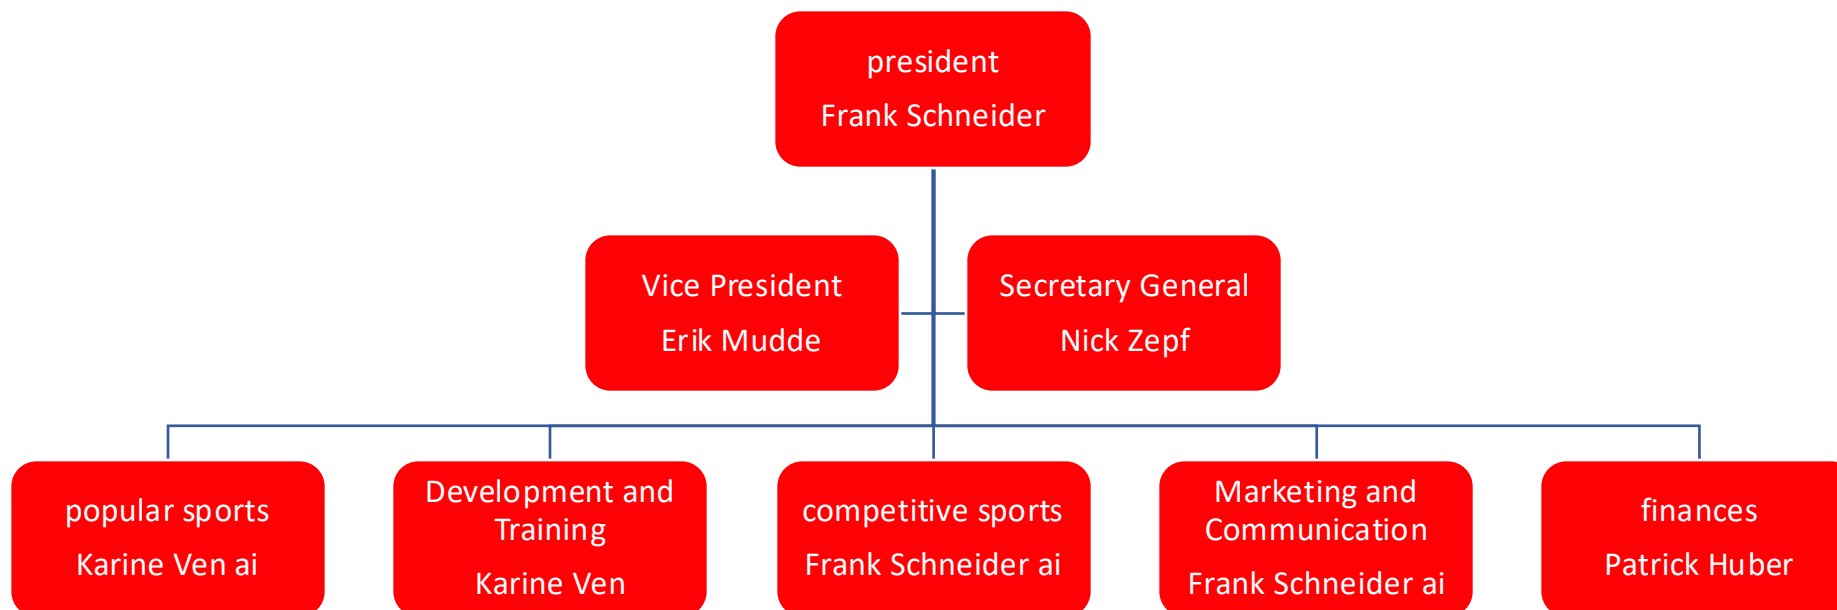 president
Frank Schneider
Vice President
Erik Mudde
Secretary General
Nick Zepf
popular sports
Karine Ven ai
Development and
Training
Karine Ven
competitive sports
Frank Schneider ai
Marketing and
Communication
Frank Schneider ai
finances
Patrick Huber